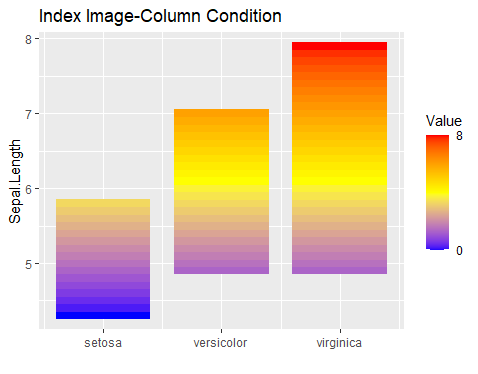 Index Image-Column Condition
Sepal.Length
8
7
6
5
setosa
versicolor
virginica
Value
8
0